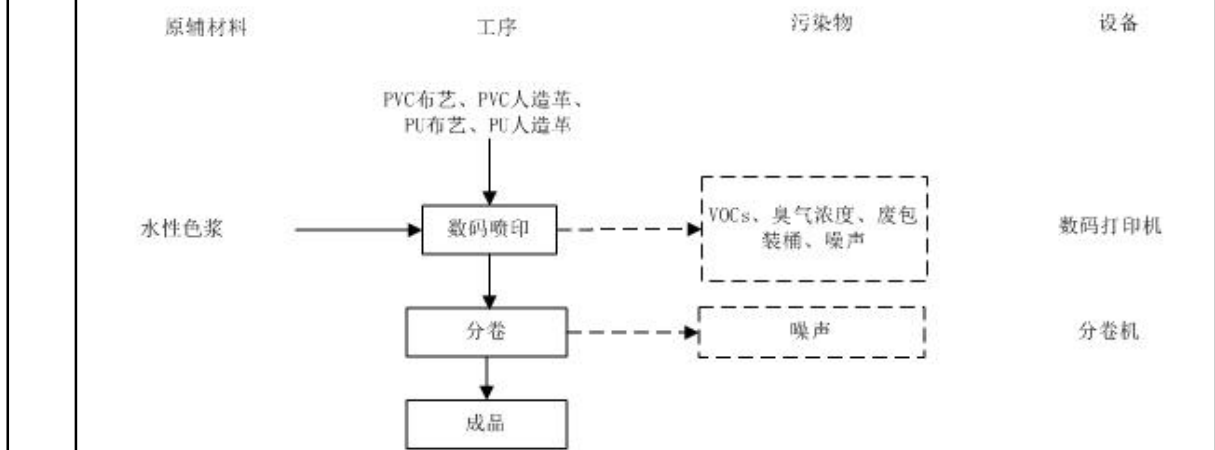 原辅材料 工序 污染物 设备
PVC布艺、PVC人造革、
PU布艺、PU人造革
水性色浆 数码喷印 VOCs、臭气浓度、废包
装桶、噪声 数码打印机
分卷 噪声 分卷机
成品